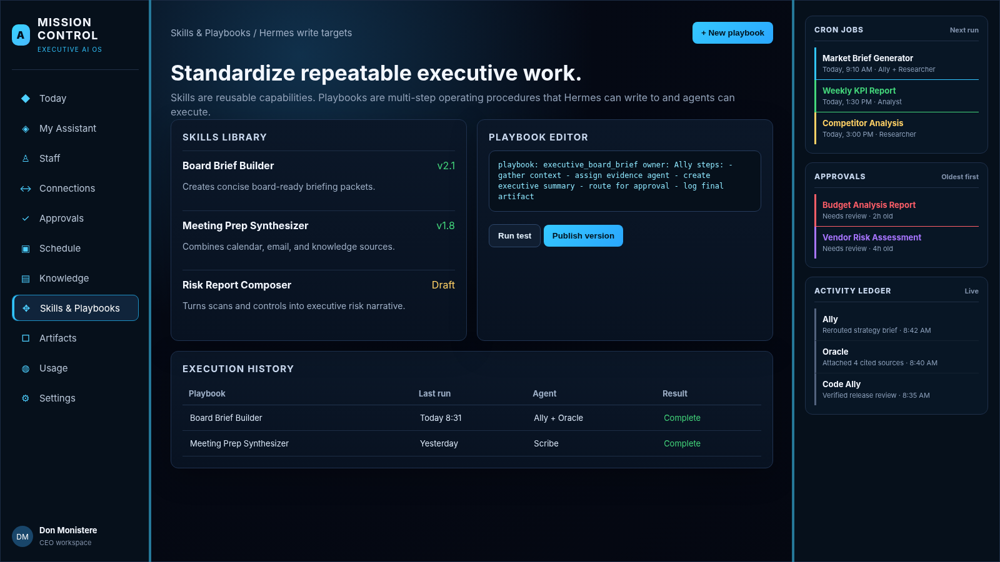 A
MISSION
CONTROL
EXECUTIVE AI OS
Today
My Assistant
Staff
Connections
Approvals
Schedule
Knowledge
Skills & Playbooks
Artifacts
Usage
Settings
DM
Don Monistere
CEO workspace
Skills & Playbooks / Hermes write targets
+ New playbook
Standardize repeatable executive work.
Skills are reusable capabilities. Playbooks are multi-step operating procedures that Hermes can write to and agents can
execute.
SKILLS LIBRARY
Board Brief Builder v2.1
Creates concise board-ready briefing packets.
Meeting Prep Synthesizer v1.8
Combines calendar, email, and knowledge sources.
Risk Report Composer Draft
Turns scans and controls into executive risk narrative.
PLAYBOOK EDITOR
playbook: executive_board_brief owner: Ally steps: -
gather context - assign evidence agent - create
executive summary - route for approval - log final
artifact
Run test Publish version
EXECUTION HISTORY
Playbook Last run Agent Result
Board Brief Builder Today 8:31 Ally + Oracle Complete
Meeting Prep Synthesizer Yesterday Scribe Complete
CRON JOBS Next run
Market Brief Generator
Today, 9:10 AM · Ally + Researcher
Weekly KPI Report
Today, 1:30 PM · Analyst
Competitor Analysis
Today, 3:00 PM · Researcher
APPROVALS Oldest first
Budget Analysis Report
Needs review · 2h old
Vendor Risk Assessment
Needs review · 4h old
ACTIVITY LEDGER Live
Ally
Rerouted strategy brief · 8:42 AM
Oracle
Attached 4 cited sources · 8:40 AM
Code Ally
Verified release review · 8:35 AM